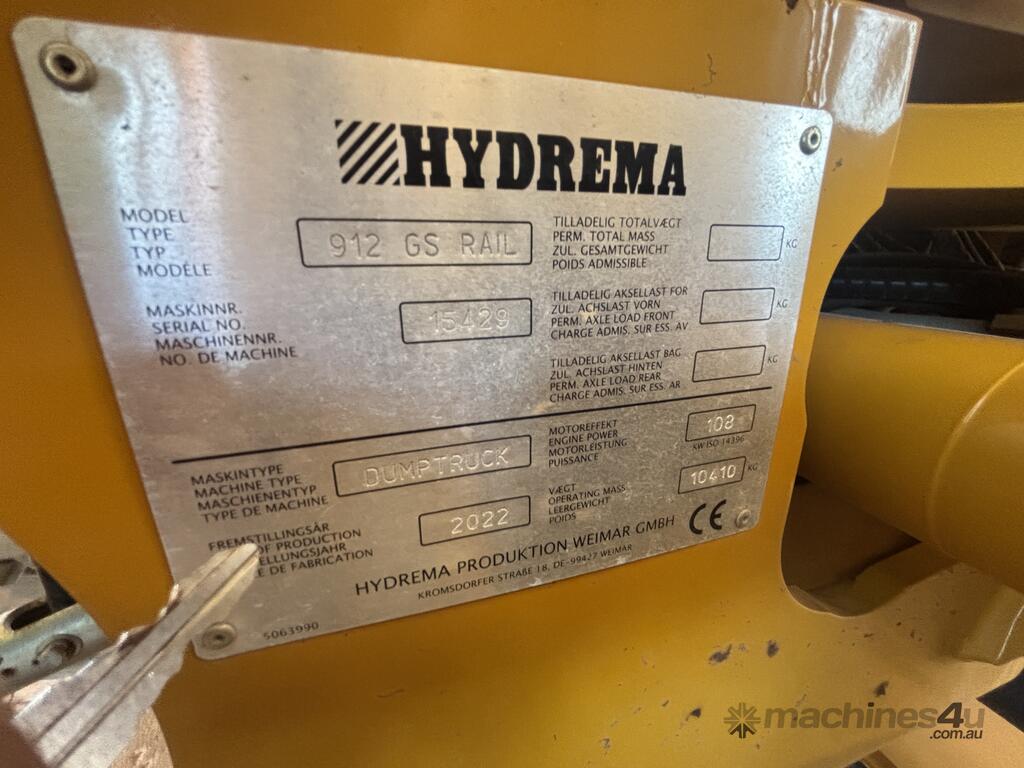 HYDREMA
MODEL
TYPE
TYP
MODÉLE
912 GS RAIL
MASKINNR.
SERIAL NO.
MASCHINENNR.
NO. DE MACHINE
15429
TILLADELIG TOTALVÆGT
PERM. TOTAL MASS
ZUL. GESAMTGEWICHT
POIDS ADMISSIBLE
KG
TILLADELIG AKSELLAST FOR
ZUL. ACHSLAST VORN
PERM. AXLE LOAD FRONT
CHARGE ADMIS. SUR ESS. AV
KG
TILLADELIG AKSELLAST BAG
ZUL. ACHSLAST HINTEN
PERM. AXLE LOAD REAR
CHARGE ADMIS. SUR ESS. AR
KG
MASKINTYPE
MACHINE TYPE
MASCHIENENTYP
TYPE DE MACHINE
DUMPTRUCK
FREMSTILLINGSÅR
OF PRODUCTION
DE FABRICATION
2022
MOTOREFFEKT
ENGINE POWER
MOTORLEISTUNG
PUISSANCE
108
KW ISO 14396
VÆGT
OPERATING MASS
LEERGEWICHT
POIDS
10410
KG
HYDREMA PRODUKTION WEIMAR GMBH
CE
KROMSDORFER STRAßE 18, DE-99427 WEIMAR
5063990
machines4u
.com.au